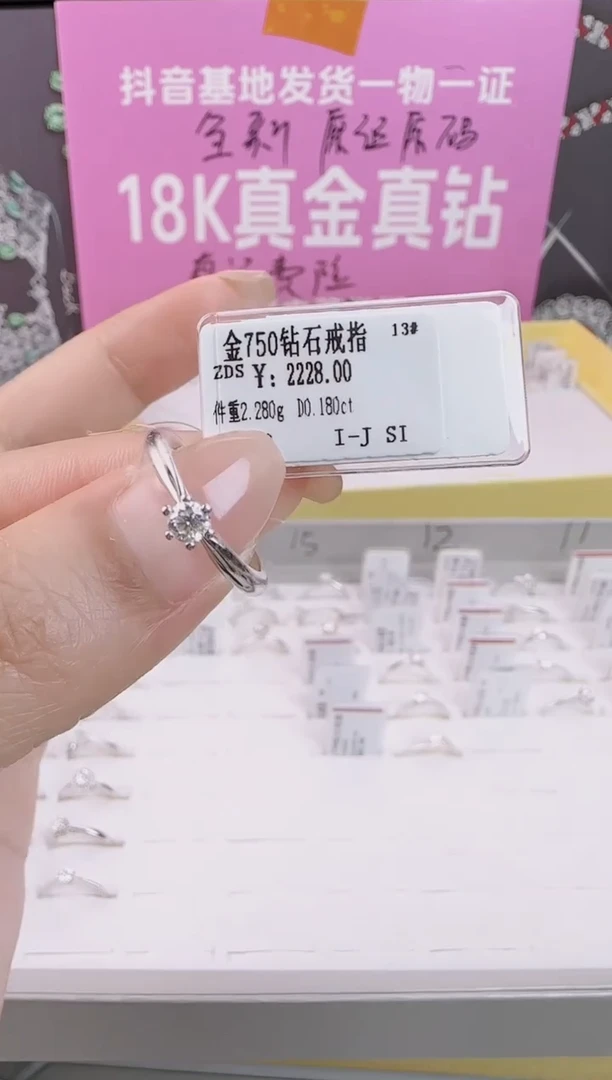 抖音基地发货一物一证
全新 原证原码
18K真金真钻
金750钻石戒指 13#
ZDS ¥: 2228.00
件重2.280g D0.180ct
I-J SI
15 12 11